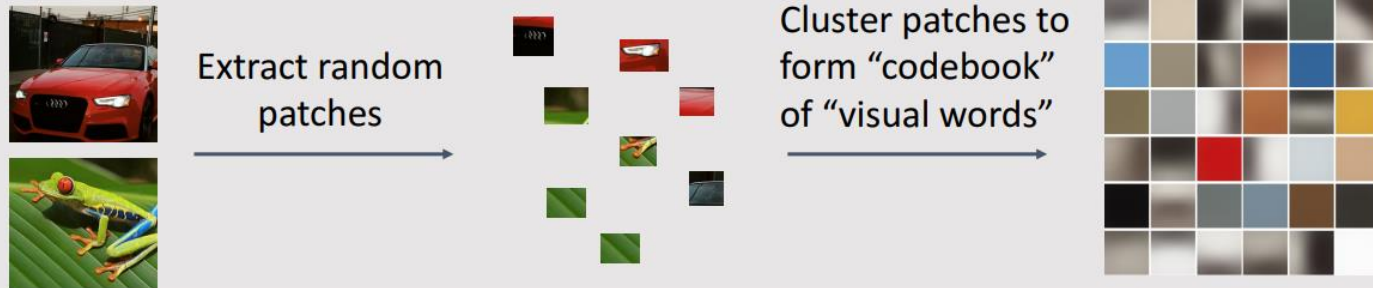 Extract random
patches
Cluster patches to
form “codebook”
of “visual words”